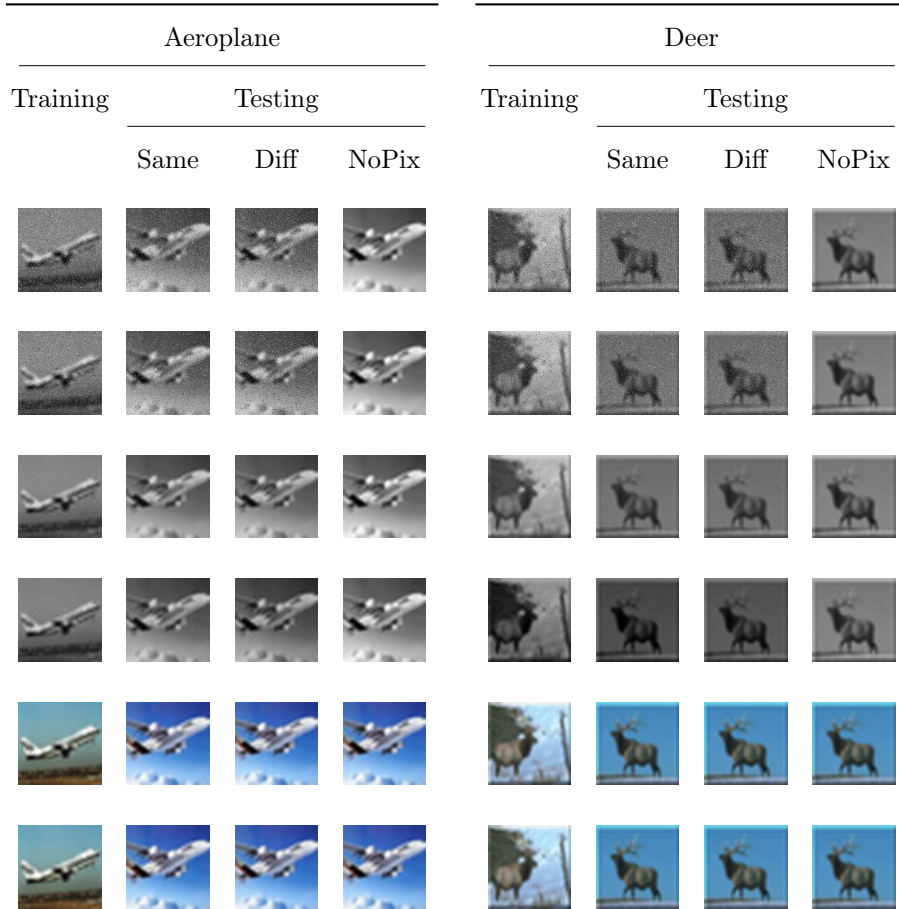 Aeroplane Deer
Training Testing Training Testing
Same Diff NoPix Same Diff NoPix